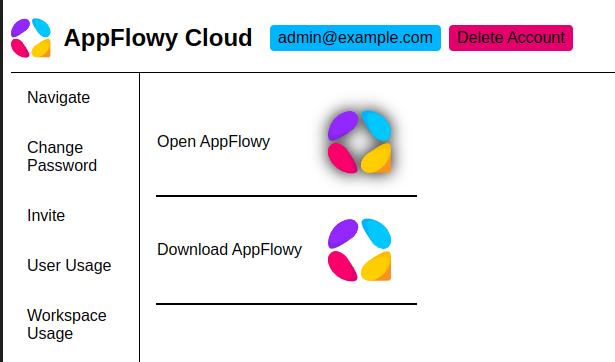 AppFlowy Cloud
admin@example.com
Delete Account
Navigate
Change
Password
Invite
User Usage
Workspace
Usage
Open AppFlowy
Download AppFlowy